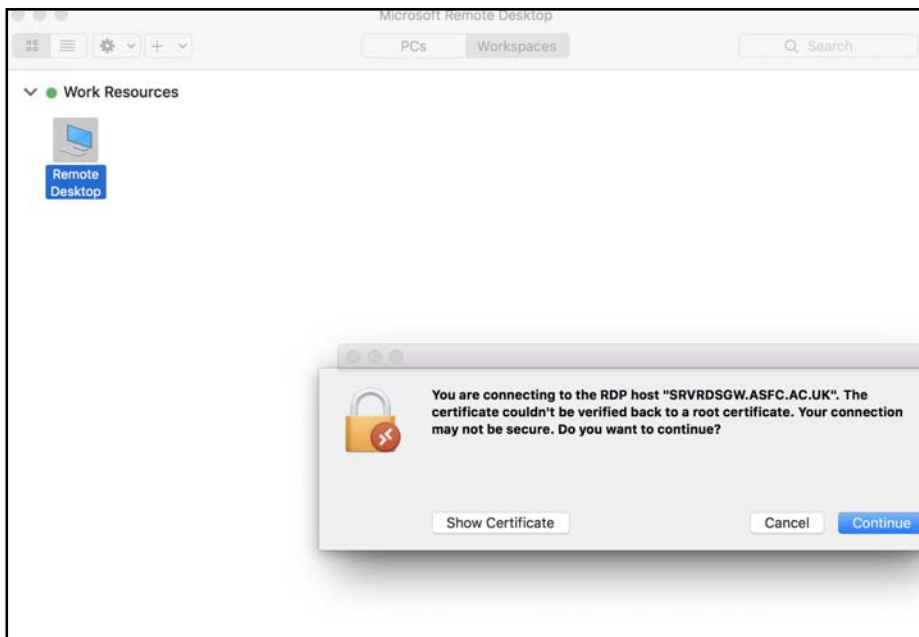 Microsoft Remote Desktop
PCs
Workspaces
Search
Work Resources
Remote
Desktop
You are connecting to the RDP host "SRVRDSGW.ASFC.AC.UK". The
certificate couldn't be verified back to a root certificate. Your connection
may not be secure. Do you want to continue?
Show Certificate
Cancel
Continue